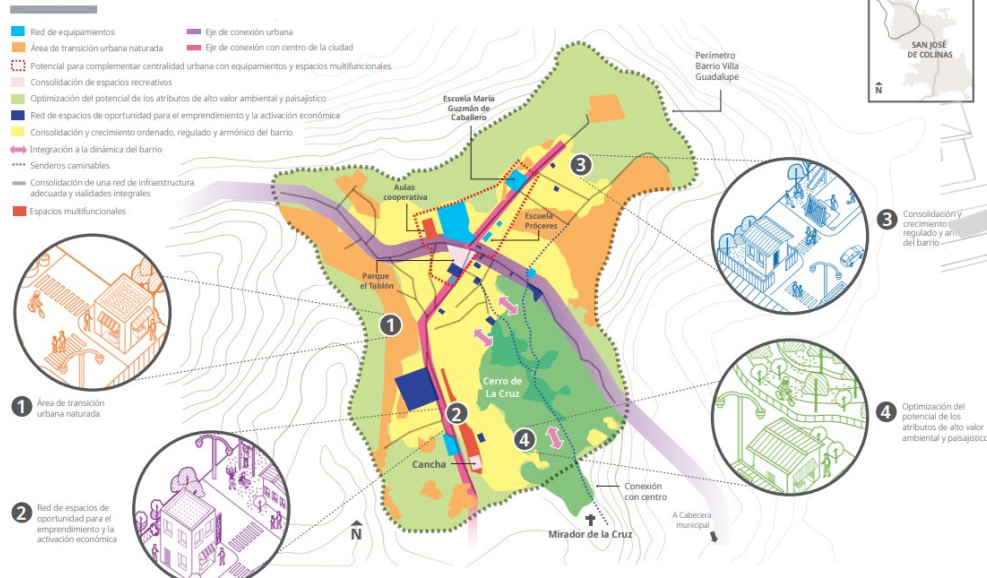 Red de equipamientos
Eje de conexión urbana
Área de transición urbana naturada
Eje de conexión con centro de la ciudad
Potencial para complementar centralidad urbana con equipamientos y espacios multifuncionales
Consolidación de espacios recreativos
Optimización del potencial de los atributos de alto valor ambiental y paisajístico
Red de espacios de oportunidad para el emprendimiento y la activación económica
Consolidación y crecimiento ordenado, regulado y armónico del barrio
Integración a la dinámica del barrio
Senderos caminables
Consolidación de una red de infraestructura
adecuada y vialidades integrales
Espacios multifuncionales
SAN JOSÉ
DE COLINAS
N
Perímetro
Barrio Villa
Guadalupe
Escuela María
Guzmán de
Caballero
Aulas
cooperativa
Escuela
Próceres
Parque
el Tablón
3
3
Consolidación y
crecimiento
regulado y
del barrio
1
1
Área de transición
urbana naturada
Cerro de
La Cruz
2
4
4
Optimización del
potencial de los
atributos de alto valor
ambiental y paisajístico
Cancha
2
Red de espacios de
oportunidad para el
emprendimiento y la
activación económica
Conexión
con centro
N
Mirador de la Cruz
A Cabecera
municipal